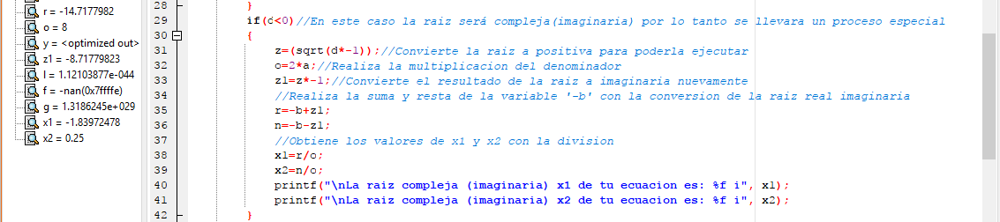 r = -14.7177982
o = 8
y = <optimized out>
z1 = -8.71779823
l = 1.12103877e-044
f = -nan(0x7ffffe)
g = 1.3186245e+029
x1 = -1.83972478
x2 = 0.25
28 }
29 if(d<0)//En este caso la raiz será compleja(imaginaria) por lo tanto se llevara un proceso especial
30 {
31 z=(sqrt(d*-1));//Convierte la raiz a positiva para poderla ejecutar
32 o=2*a;//Realiza la multiplicacion del denominador
33 z1=z*-1;//Convierte el resultado de la raiz a imaginaria nuevamente
34 //Realiza la suma y resta de la variable '-b' con la conversion de la raiz real imaginaria
35 r=-b+z1;
36 n=-b-z1;
37 //Obtiene los valores de x1 y x2 con la division
38 x1=r/o;
39 x2=n/o;
40 printf("\nLa raiz compleja (imaginaria) x1 de tu ecuacion es: %f i", x1);
41 printf("\nLa raiz compleja (imaginaria) x2 de tu ecuacion es: %f i", x2);
42 }